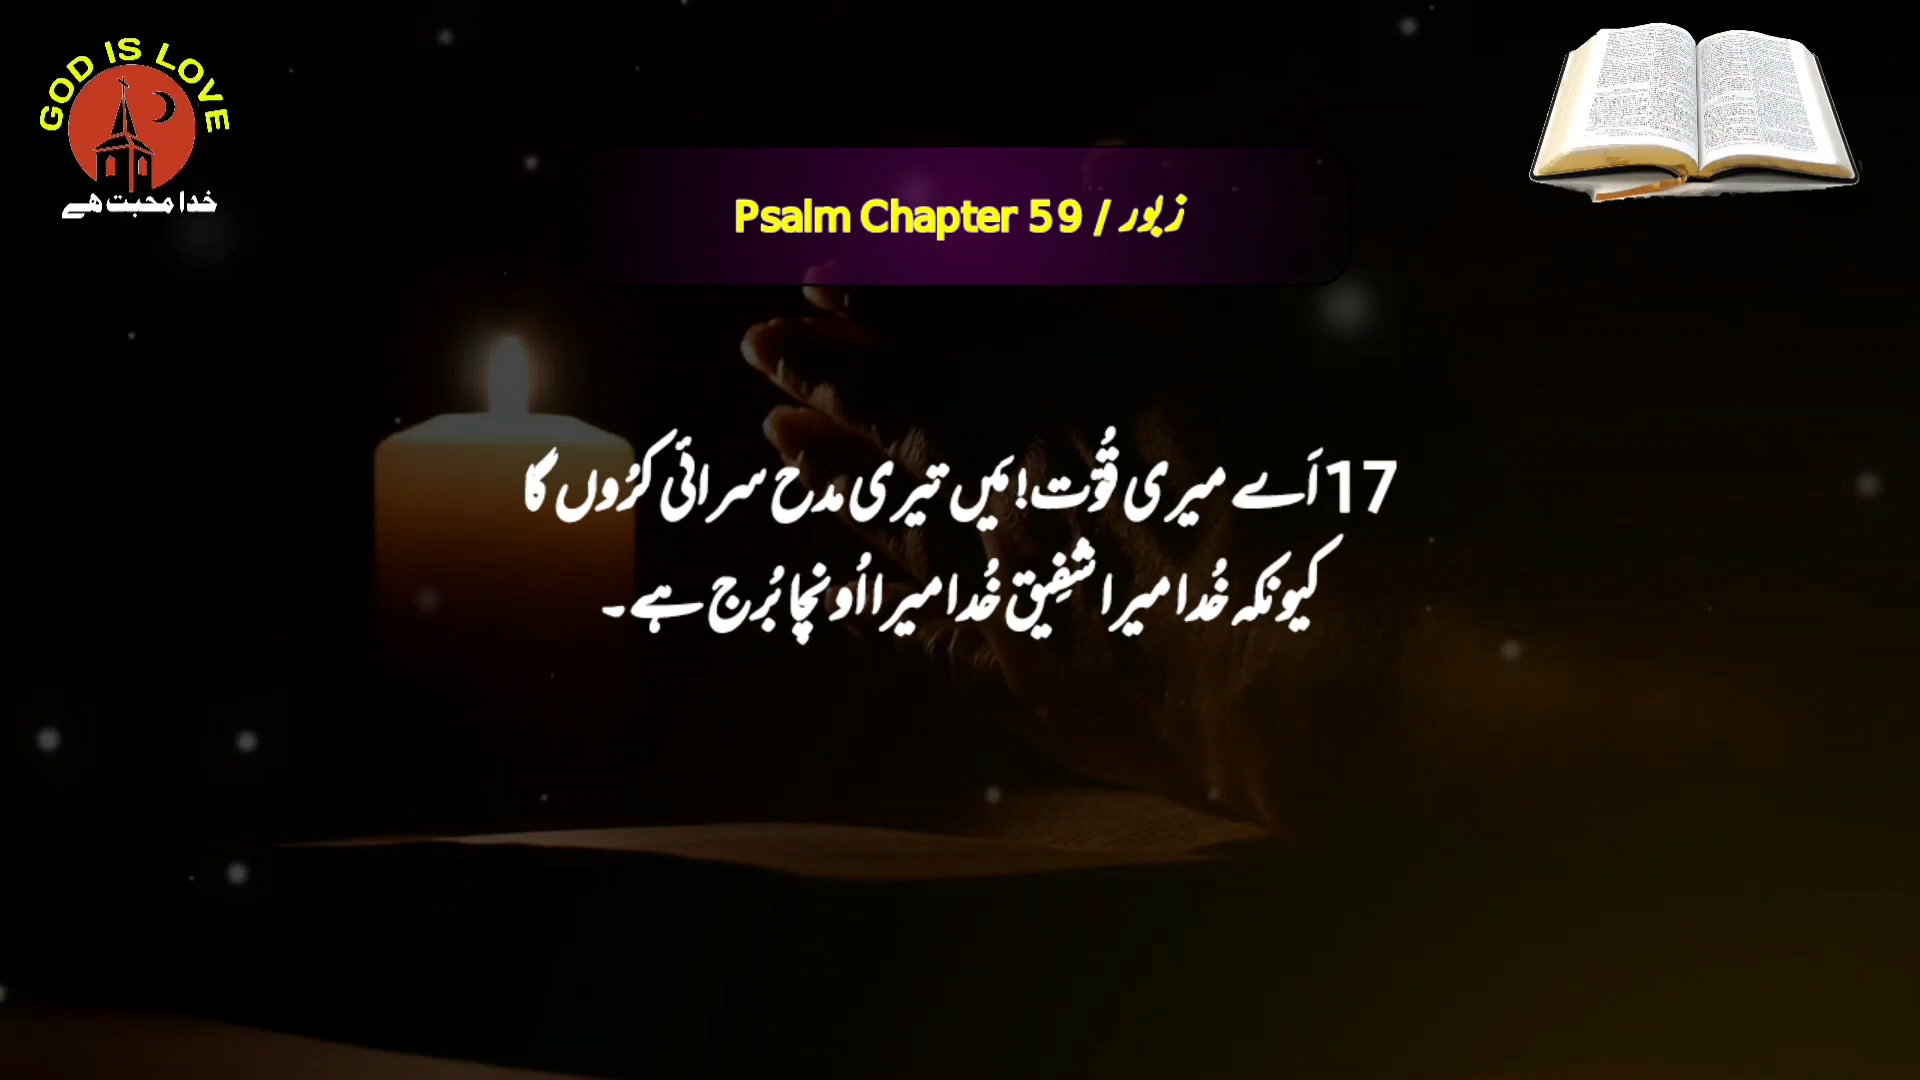 GOD IS LOVE
خدا محبت ھے
Psalm Chapter 59 / زبور
17 اَے میری قُوّت! مَیں تیری مدح سرائی کرُوں گا
کیونکہ خُدا میرا شفِیق خُدا میرا اُونچا بُرج ہے۔